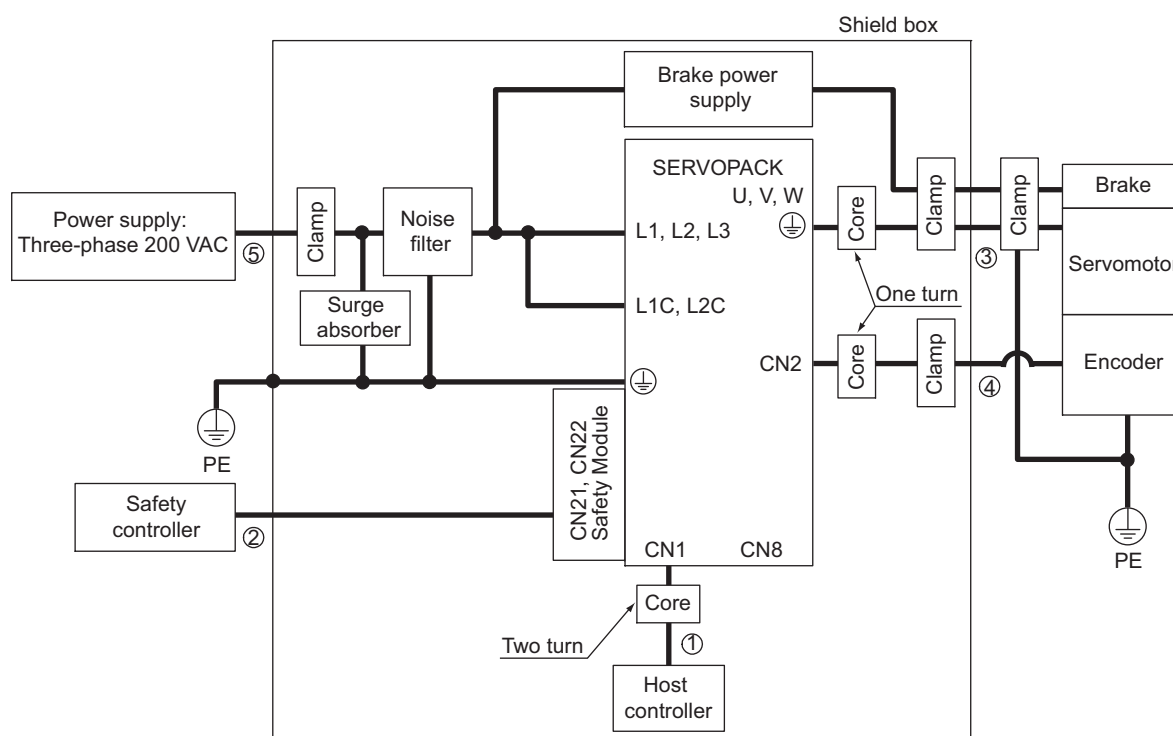 Shield box
Brake power
supply
SERVOPACK
U, V, W
Core
Clamp
Clamp
Brake
Power supply:
Three-phase 200 VAC
⑤
Clamp
Noise
filter
L1, L2, L3
③
Servomotor
Surge
absorber
L1C, L2C
One turn
CN2
Core
Clamp
④
Encoder
PE
CN21, CN22
Safety Module
Safety
controller
②
PE
CN1
CN8
Core
Two turn
①
Host
controller